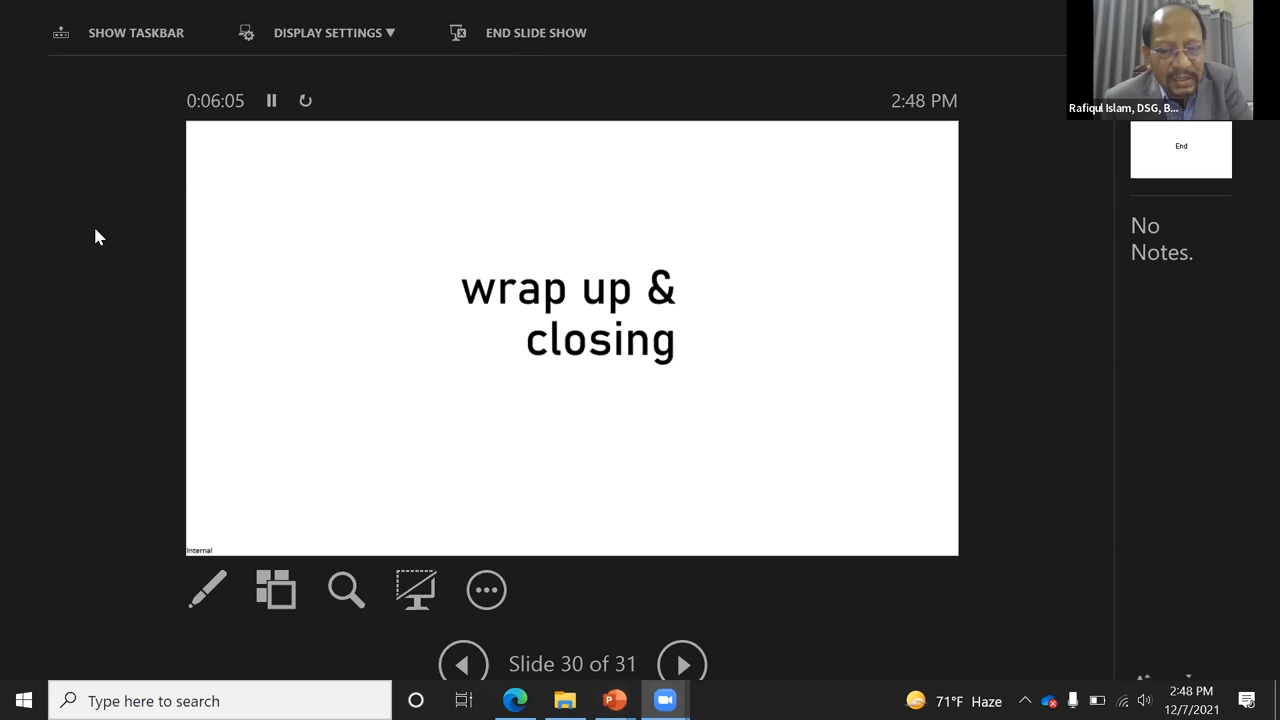 SHOW TASKBAR
DISPLAY SETTINGS ▼
END SLIDE SHOW
Rafiqul Islam, DSG, B...
0:06:05
2:48 PM
End
No
Notes.
wrap up &
closing
Internal
Slide 30 of 31
Type here to search
71°F Haze
2:48 PM
12/7/2021